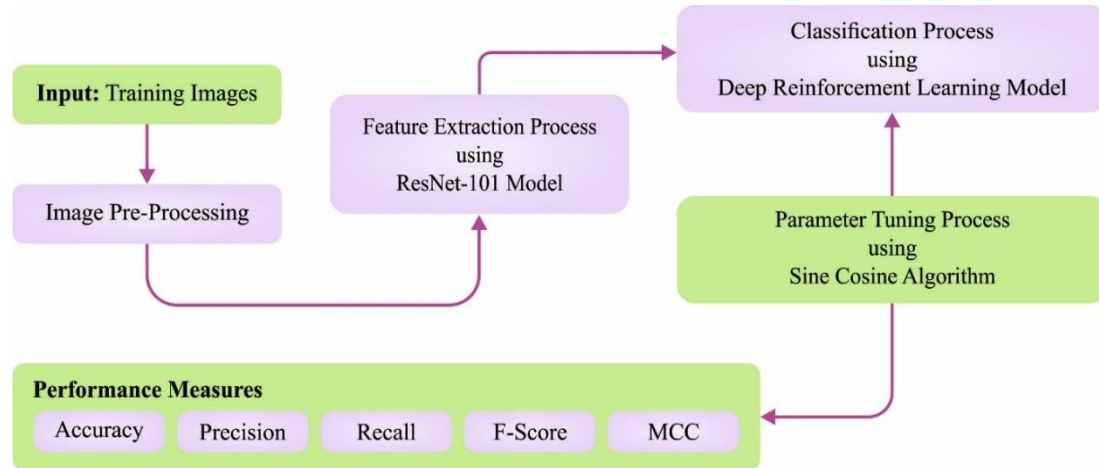 Input: Training Images
Image Pre-Processing
Feature Extraction Process
using
ResNet-101 Model
Classification Process
using
Deep Reinforcement Learning Model
Parameter Tuning Process
using
Sine Cosine Algorithm
Performance Measures
Accuracy
Precision
Recall
F-Score
MCC